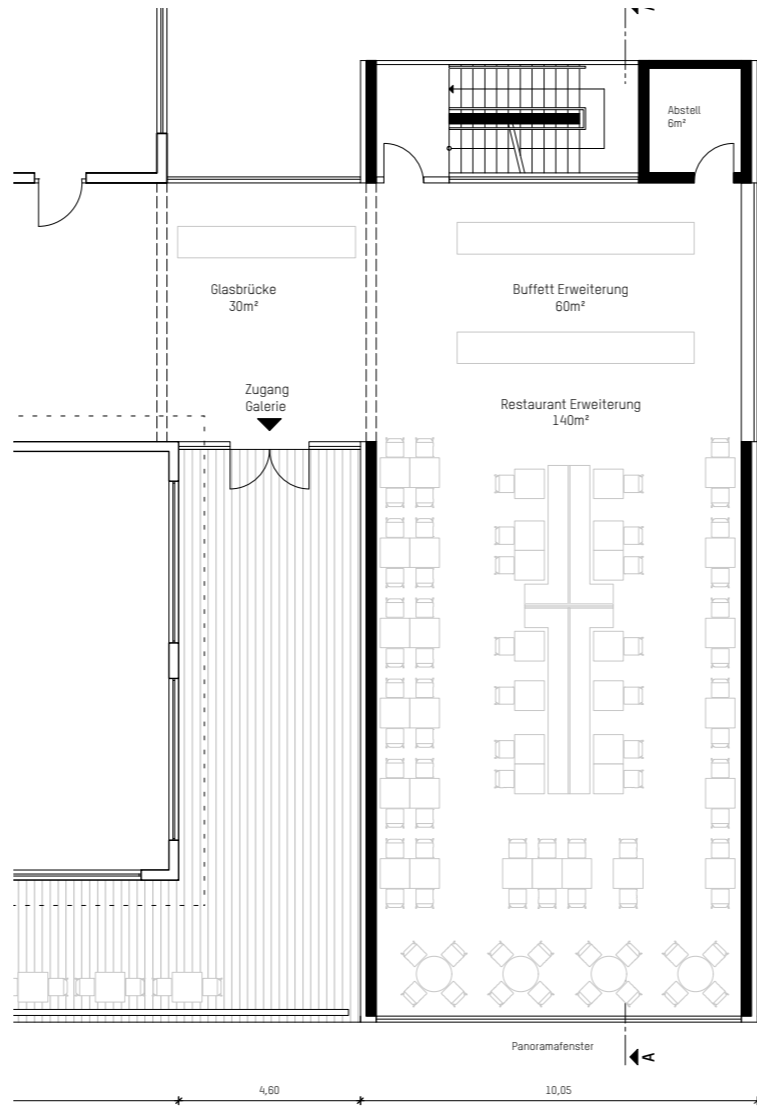 Abstell
6m²
Glasbrücke
30m²
Buffett Erweiterung
60m²
Zugang
Galerie
Restaurant Erweiterung
140m²
Panoramafenster
A
4,60
10,05